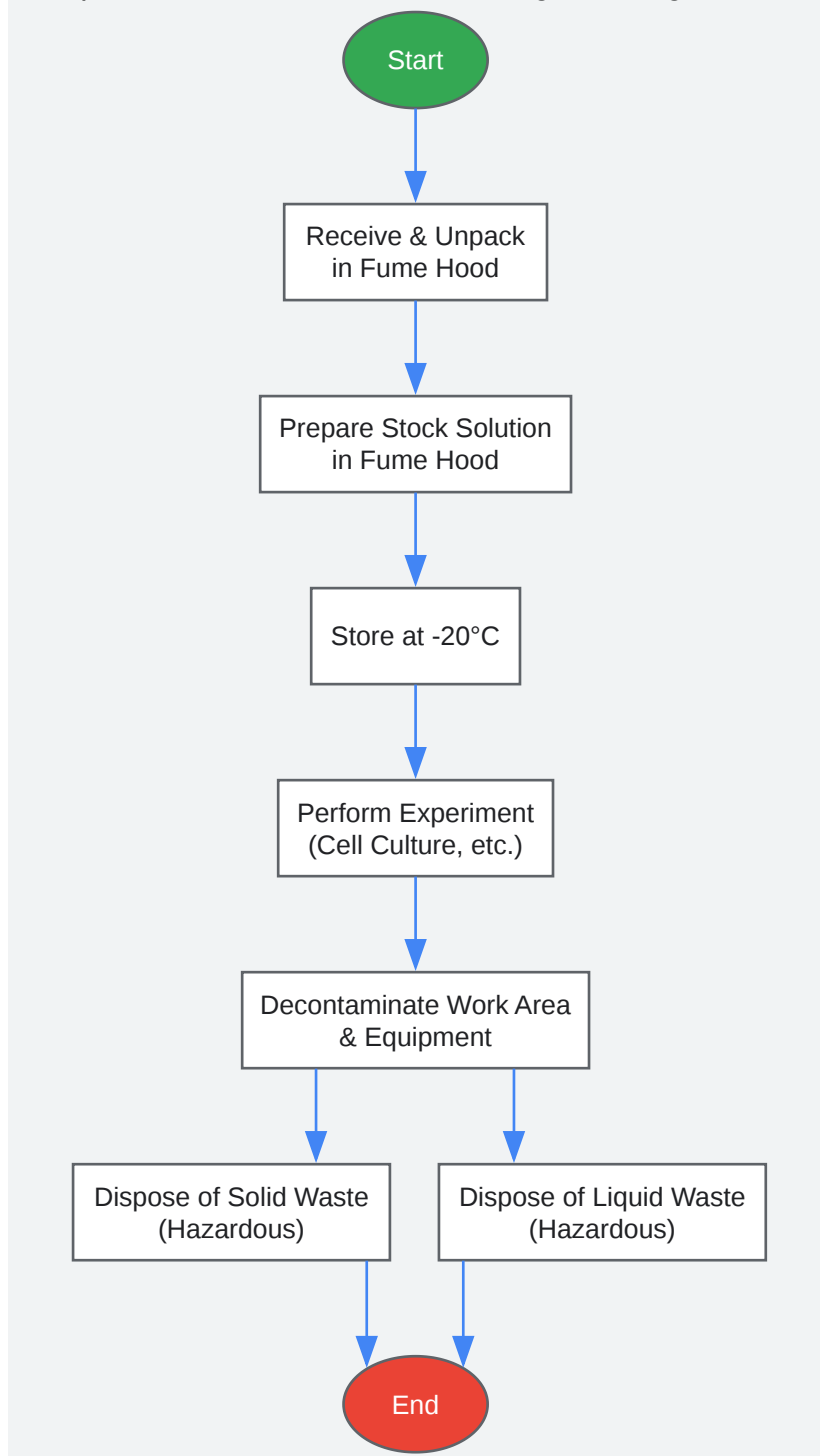 Start
Receive & Unpack
in Fume Hood
Prepare Stock Solution
in Fume Hood
Store at -20°C
Perform Experiment
(Cell Culture, etc.)
Decontaminate Work Area
& Equipment
Dispose of Solid Waste
(Hazardous)
Dispose of Liquid Waste
(Hazardous)
End